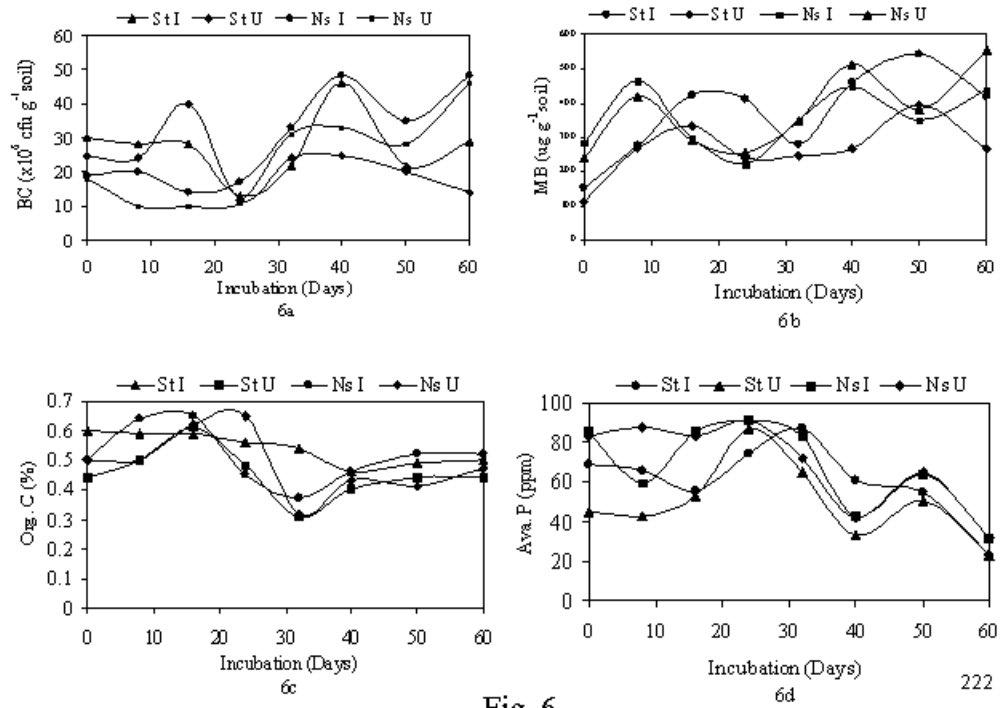 St I St U Ns I Ns U
60
50
40
30
20
10
0
BC (x10⁶ cfu g⁻¹ soil)
0 10 20 30 40 50 60
Incubation (Days)
6a
St I St U Ns I Ns U
MB (ug g⁻¹ soil)
0 10 20 30 40 50 60
Incubation (Days)
6b
St I St U Ns I Ns U
0.7
0.6
0.5
0.4
0.3
0.2
0.1
0
Org. C (%)
0 10 20 30 40 50 60
Incubation (Days)
6c
St I St U Ns I Ns U
100
80
60
40
20
0
Ava. P (ppm)
0 10 20 30 40 50 60
Incubation (Days)
6d
222
Fig. 6